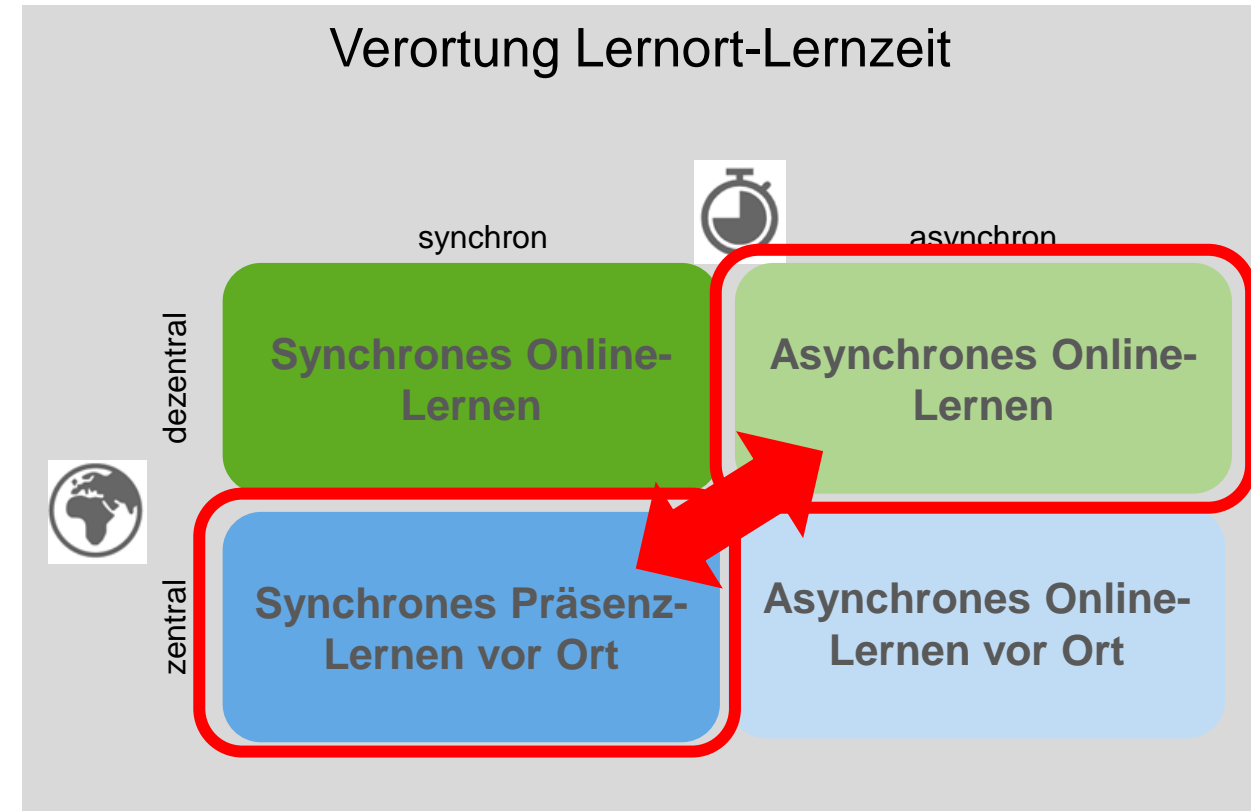 Verortung Lernort-Lernzeit
synchron
asynchron
dezentral
Synchrones Online-
Lernen
Asynchrones Online-
Lernen
zentral
Synchrones Präsenz-
Lernen vor Ort
Asynchrones Online-
Lernen vor Ort